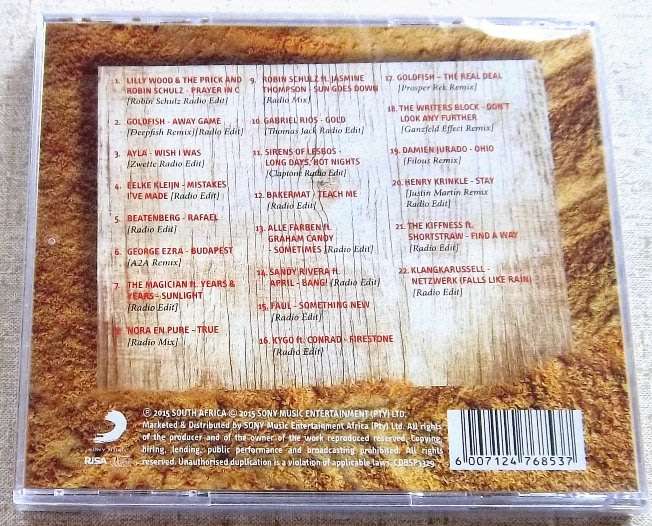 1. LILLY WOOD & THE PRICK AND
ROBIN SCHULZ - PRAYER IN C
[Robin Schulz Radio Edit]
2. GOLDFISH - AWAY GAME
[Deepfish Remix][Radio Edit]
3. AYLA - WISH I WAS
[Zwette Radio Edit]
4. EELKE KLEIJN - MISTAKES
I'VE MADE [Radio Edit]
5. BEATENBERG - RAFAEL
[Radio Edit]
6. GEORGE EZRA - BUDAPEST
[A2A Remix]
7. THE MAGICIAN ft. YEARS &
YEARS - SUNLIGHT
[Radio Edit]
8. NORA EN PURE - TRUE
[Radio Mix]
9. ROBIN SCHULZ ft. JASMINE
THOMPSON - SUN GOES DOWN
[Radio Mix]
10. GABRIEL RIOS - GOLD
[Thomas Jack Radio Edit]
11. SIRENS OF LESBOS -
LONG DAYS, HOT NIGHTS
[Claptone Radio Edit]
12. BAKERMAT - TEACH ME
[Radio Edit]
13. ALLE FARBEN ft.
GRAHAM CANDY
- SOMETIMES [Radio Edit]
14. SANDY RIVERA ft.
APRIL - BANG! [Radio Edit]
15. FAUL - SOMETHING NEW
[Radio Edit]
16. KYGO ft. CONRAD - FIRESTONE
[Radio Edit]
17. GOLDFISH – THE REAL DEAL
[Prosper Rek Remix]
18. THE WRITERS BLOCK - DON'T
LOOK ANY FURTHER
[Ganzfeld Effect Remix]
19. DAMIEN JURADO - OHIO
[Filous Remix]
20. HENRY KRINKLE - STAY
[Justin Martin Remix
Radio Edit]
21. THE KIFFNESS ft.
SHORTSTRAW - FIND A WAY
[Radio Edit]
22. KLANGKARUSSELL -
NETZWERK (FALLS LIKE RAIN)
[Radio Edit]
℗ 2015 SOUTH AFRICA © 2015 SONY MUSIC ENTERTAINMENT (PTY) LTD.
Marketed & Distributed by SONY Music Entertainment Africa (Pty) Ltd. All rights
of the producer and of the owner of the work reproduced reserved. Copying,
hiring, lending, public performance and broadcasting prohibited. All rights
reserved. Unauthorised duplication is a violation of applicable laws. CDBSP3329
SONY MUSIC
RISA
6 007124 768537